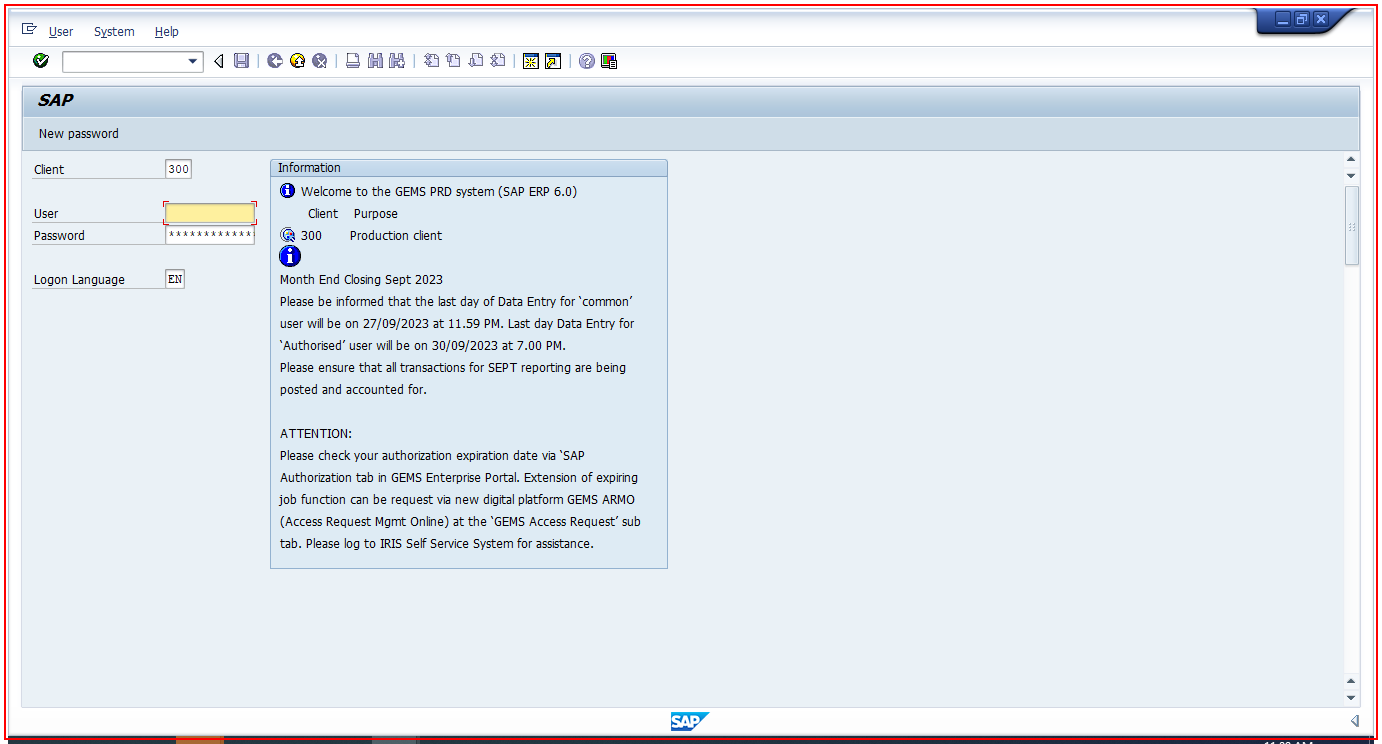 User System Help
SAP
New password
Client 300
User
Password *************
Logon Language EN
Information
Welcome to the GEMS PRD system (SAP ERP 6.0)
Client Purpose
300 Production client
Month End Closing Sept 2023
Please be informed that the last day of Data Entry for ‘common’
user will be on 27/09/2023 at 11.59 PM. Last day Data Entry for
‘Authorised’ user will be on 30/09/2023 at 7.00 PM.
Please ensure that all transactions for SEPT reporting are being
posted and accounted for.
ATTENTION:
Please check your authorization expiration date via ‘SAP
Authorization tab in GEMS Enterprise Portal. Extension of expiring
job function can be request via new digital platform GEMS ARMO
(Access Request Mgmt Online) at the ‘GEMS Access Request’ sub
tab. Please log to IRIS Self Service System for assistance.
SAP